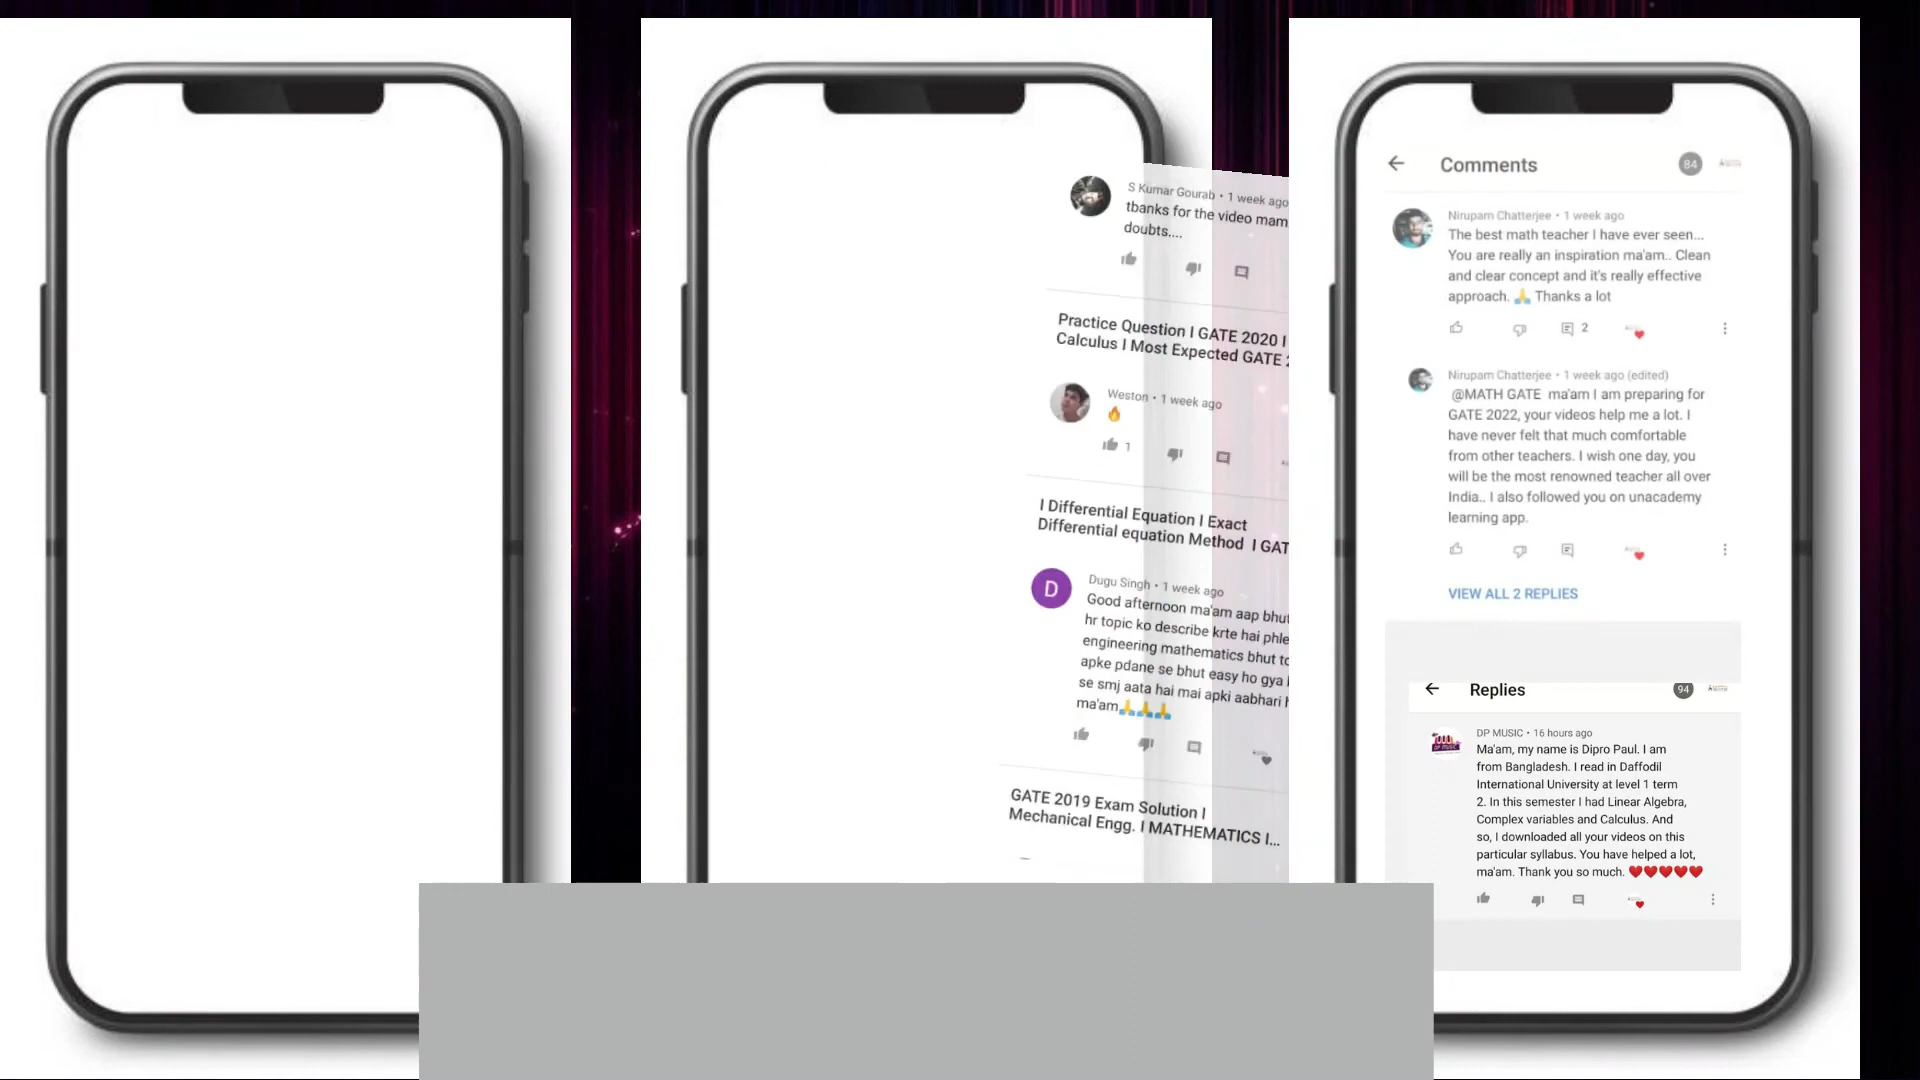 S Kumar Gourab • 1 week ago
tbanks for the video mam
doubts....
Practice Question I GATE 2020 I
Calculus I Most Expected GATE
Weston • 1 week ago
🔥
1
I Differential Equation I Exact
Differential equation Method I GAT
D
Dugu Singh • 1 week ago
Good afternoon ma'am aap bhut
hr topic ko describe krte hai phle
engineering mathematics bhut
apke pdane se bhut easy ho gya
se smj aata hai mai apki aabhari
ma'am🙏🙏🙏
GATE 2019 Exam Solution I
Mechanical Engg. I MATHEMATICS I...
Comments
84
Nirupam Chatterjee • 1 week ago
The best math teacher I have ever seen...
You are really an inspiration ma'am.. Clean
and clear concept and it's really effective
approach. 🙏 Thanks a lot
2
Nirupam Chatterjee • 1 week ago (edited)
@MATH GATE ma'am I am preparing for
GATE 2022, your videos help me a lot. I
have never felt that much comfortable
from other teachers. I wish one day, you
will be the most renowned teacher all over
India.. I also followed you on unacademy
learning app.
VIEW ALL 2 REPLIES
Replies
94
DP MUSIC • 16 hours ago
Ma'am, my name is Dipro Paul. I am
from Bangladesh. I read in Daffodil
International University at level 1 term
2. In this semester I had Linear Algebra,
Complex variables and Calculus. And
so, I downloaded all your videos on this
particular syllabus. You have helped a lot,
ma'am. Thank you so much. ❤️❤️❤️❤️❤️